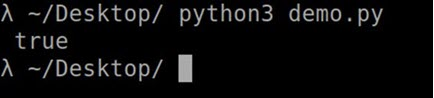 λ ~/Desktop/ python3 demo.py
true
λ ~/Desktop/